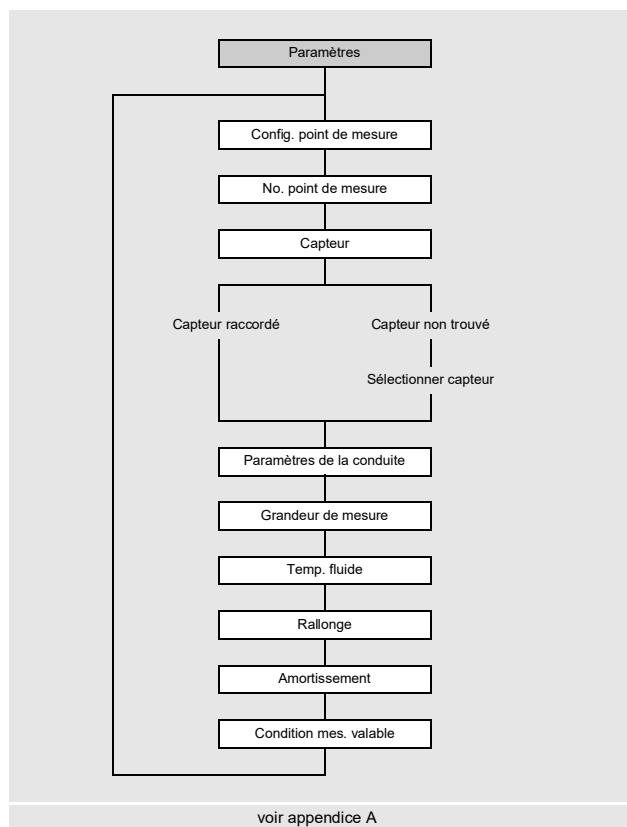 Paramètres
Config. point de mesure
No. point de mesure
Capteur
Capteur raccordé
Capteur non trouvé
Sélectionner capteur
Paramètres de la conduite
Grandeur de mesure
Temp. fluide
Rallonge
Amortissement
Condition mes. valable
voir appendice A